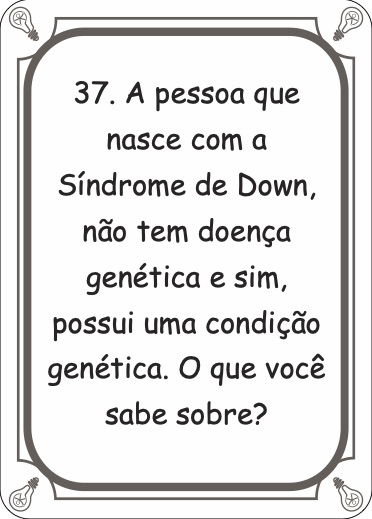 37. A pessoa que
nasce com a
Síndrome de Down,
não tem doença
genética e sim,
possui uma condição
genética. O que você
sabe sobre?